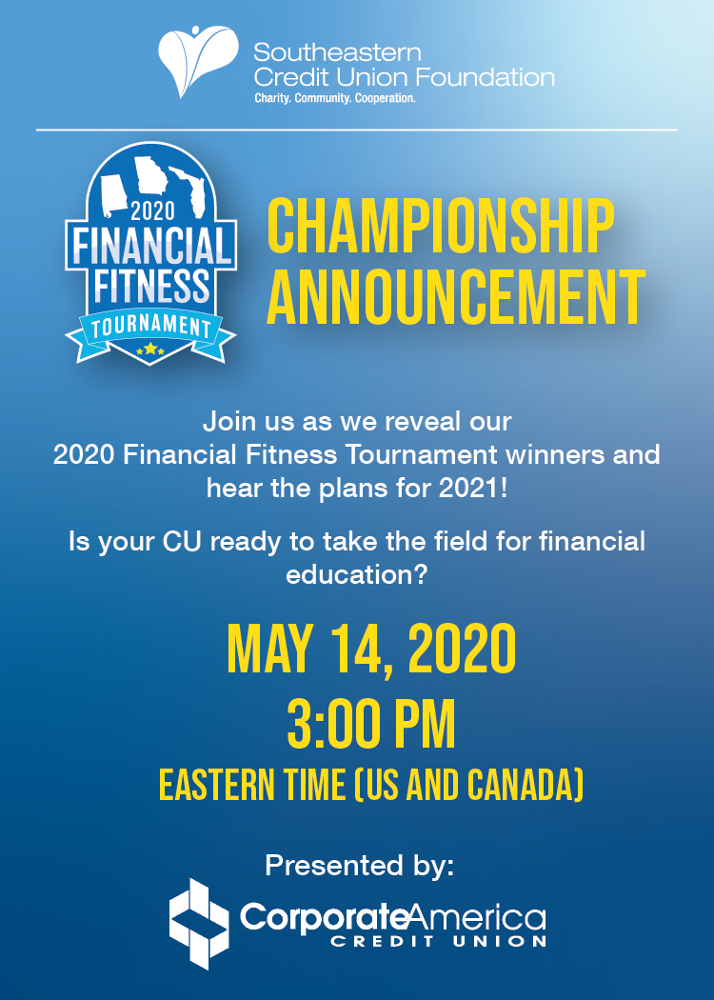 Southeastern
Credit Union Foundation
Charity. Community. Cooperation.
2020
FINANCIAL
FITNESS
TOURNAMENT
CHAMPIONSHIP
ANNOUNCEMENT
Join us as we reveal our
2020 Financial Fitness Tournament winners and
hear the plans for 2021!
Is your CU ready to take the field for financial
education?
MAY 14, 2020
3:00 PM
EASTERN TIME (US AND CANADA)
Presented by:
CorporateAmerica
CREDIT UNION